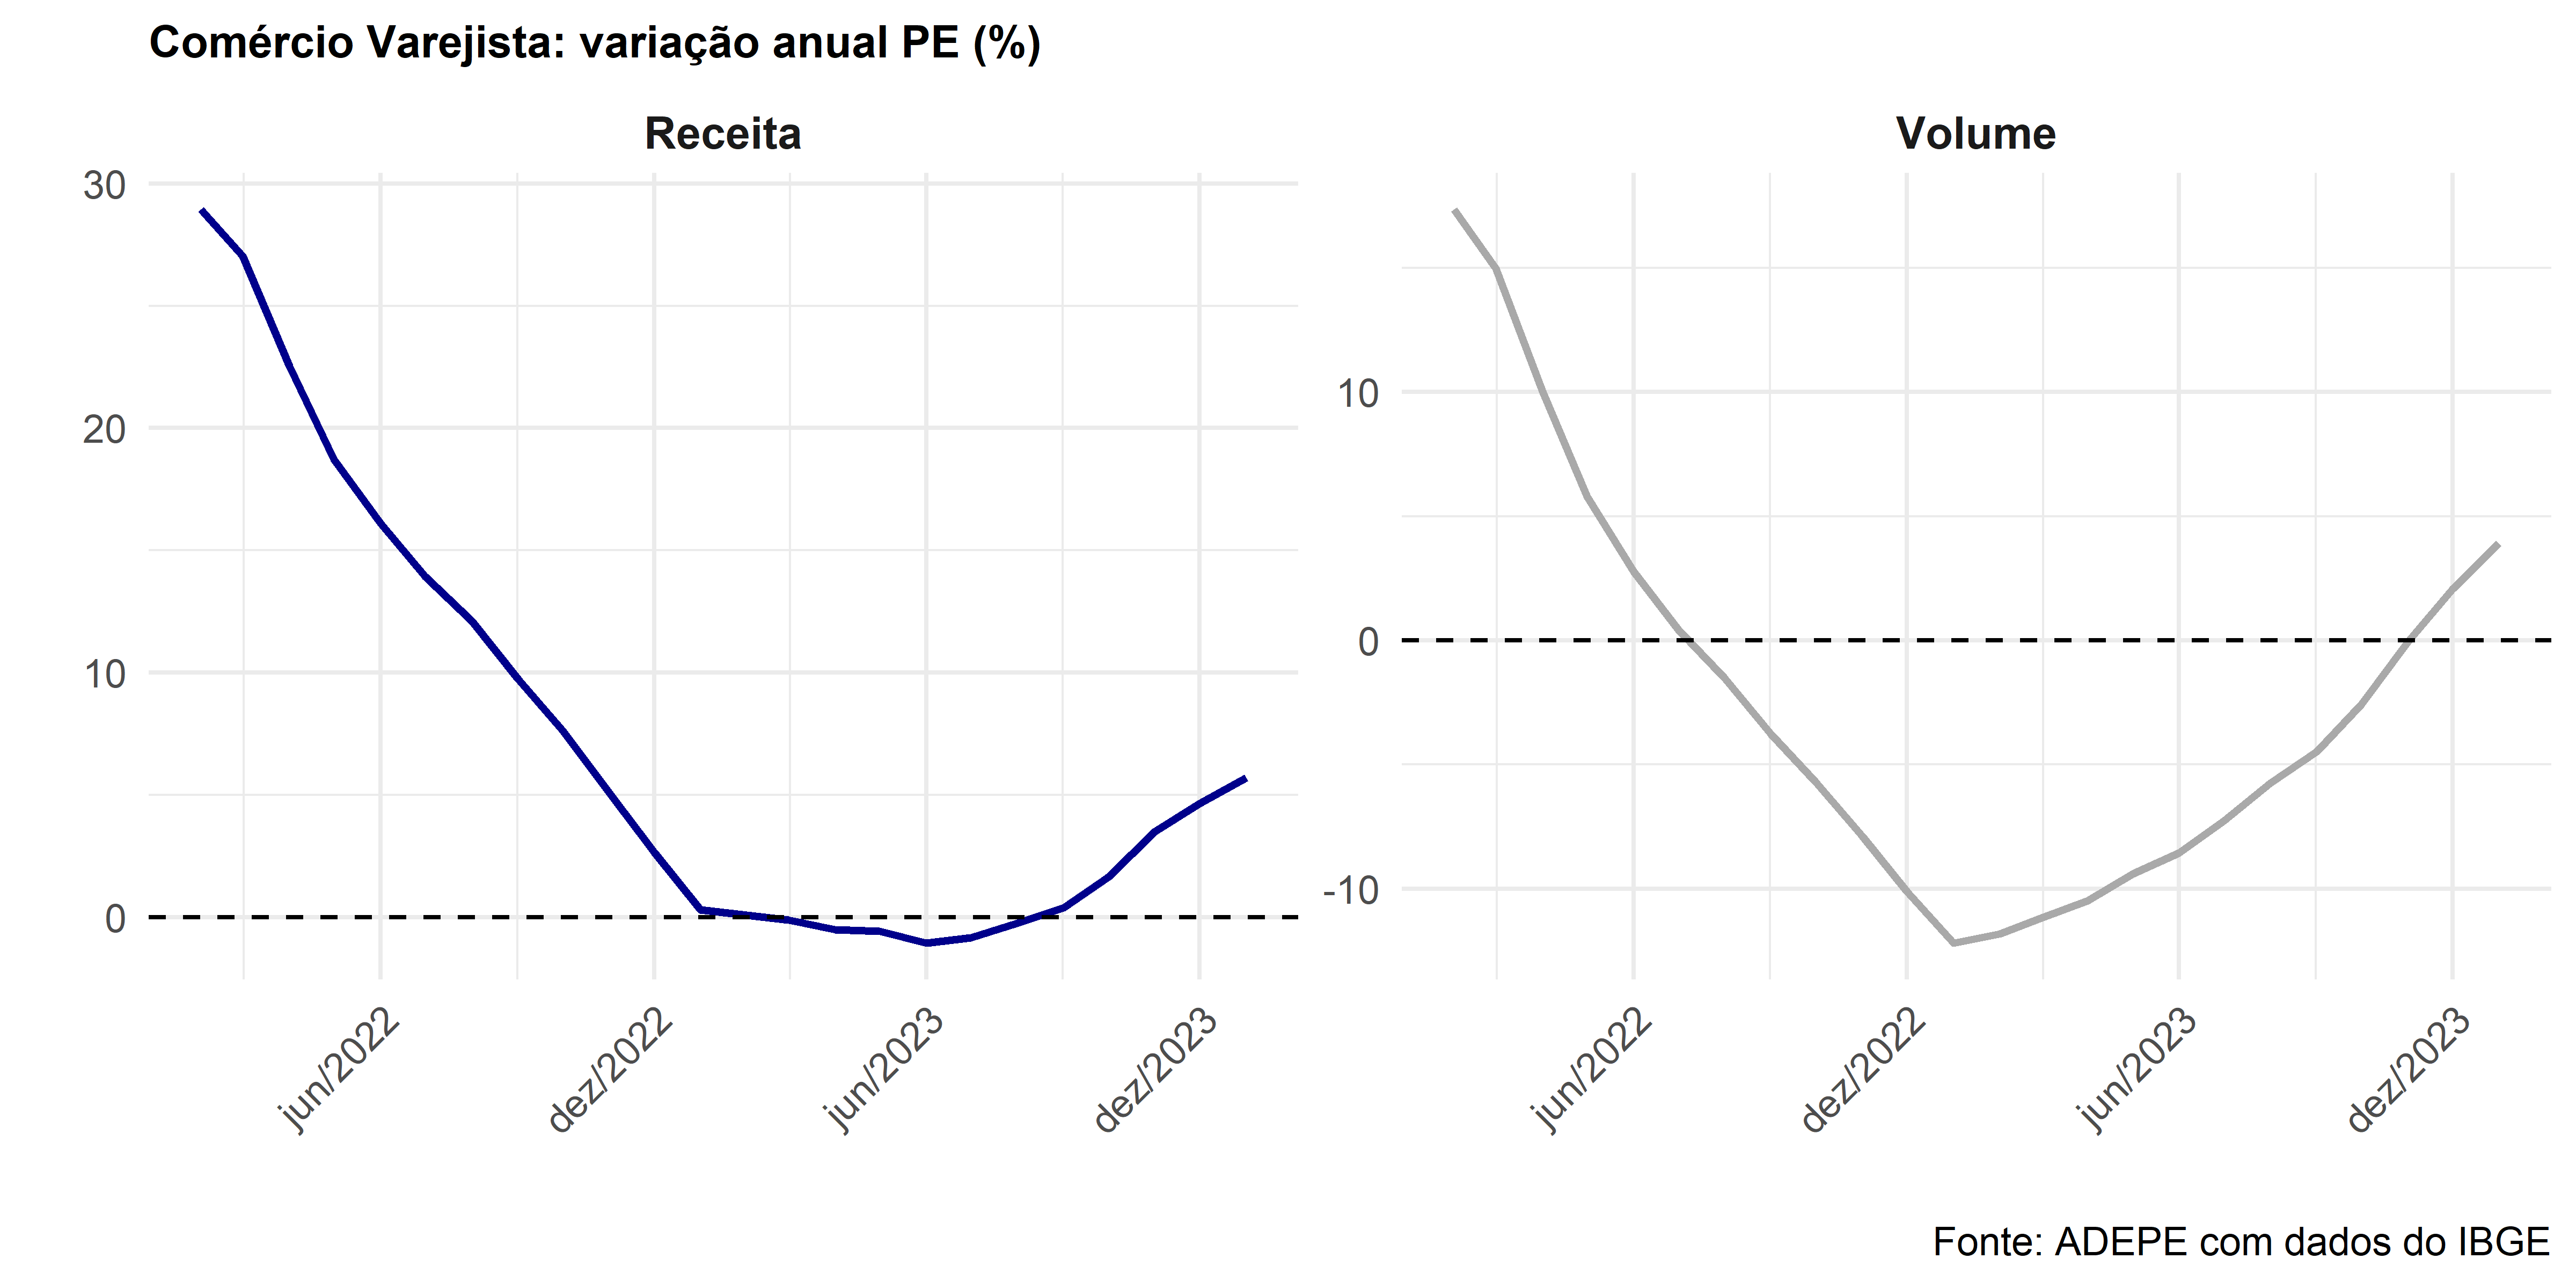 Comércio Varejista: variação anual PE (%)
Receita
30
20
10
0
jun/2022
dez/2022
jun/2023
dez/2023
Volume
10
0
-10
jun/2022
dez/2022
jun/2023
dez/2023
Fonte: ADEPE com dados do IBGE